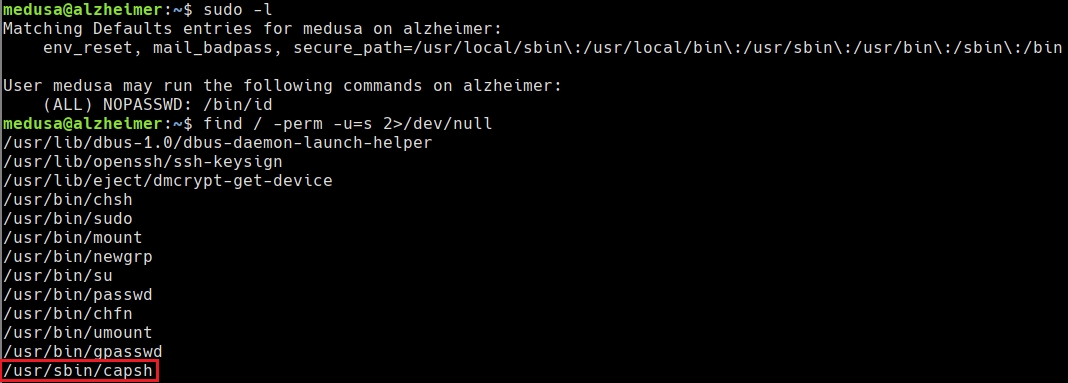 medusa@alzheimer:~$ sudo -l
Matching Defaults entries for medusa on alzheimer:
    env_reset, mail_badpass, secure_path=/usr/local/sbin\:/usr/local/bin\:/usr/sbin\:/usr/bin\:/sbin\:/bin

User medusa may run the following commands on alzheimer:
    (ALL) NOPASSWD: /bin/id
medusa@alzheimer:~$ find / -perm -u=s 2>/dev/null
/usr/lib/dbus-1.0/dbus-daemon-launch-helper
/usr/lib/openssh/ssh-keysign
/usr/lib/eject/dmcrypt-get-device
/usr/bin/chsh
/usr/bin/sudo
/usr/bin/mount
/usr/bin/newgrp
/usr/bin/su
/usr/bin/passwd
/usr/bin/chfn
/usr/bin/umount
/usr/bin/gpasswd
/usr/sbin/capsh